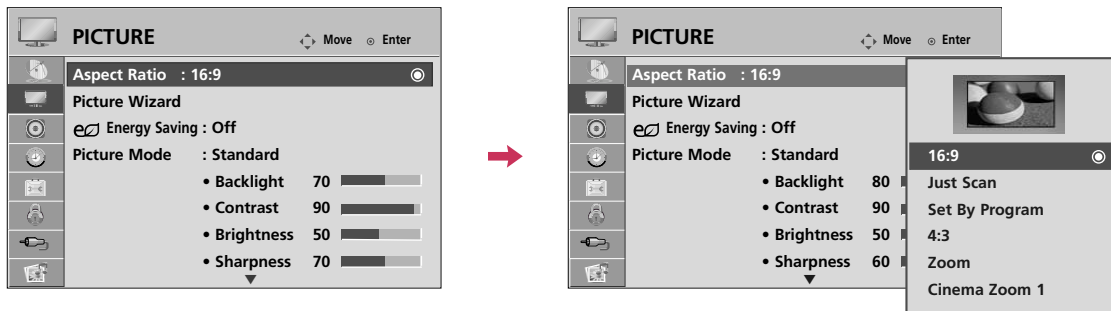 PICTURE
Move Enter
Aspect Ratio : 16:9
Picture Wizard
e Energy Saving : Off
Picture Mode : Standard
• Backlight 70
• Contrast 90
• Brightness 50
• Sharpness 70
PICTURE
Move Enter
Aspect Ratio : 16:9
Picture Wizard
e Energy Saving : Off
Picture Mode : Standard
• Backlight 80
• Contrast 90
• Brightness 50
• Sharpness 60
16:9
Just Scan
Set By Program
4:3
Zoom
Cinema Zoom 1